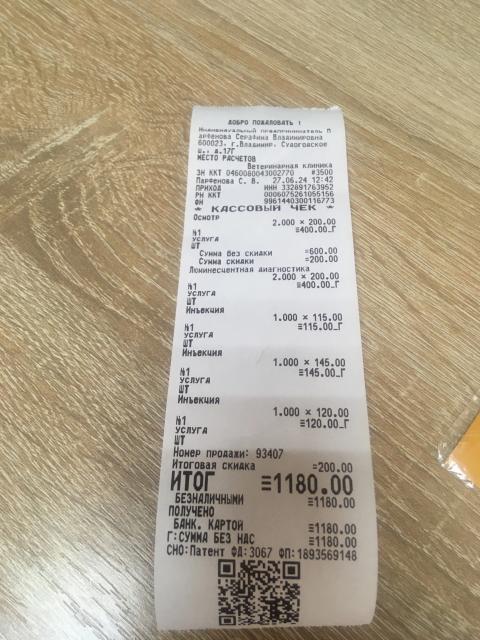 ДОБРО ПОЖАЛОВАТЬ !
Индивидуальный предприниматель П
арфенова Серафина Владимировна
600023, г.Владимир, Судогодское
ш., д.17Г
МЕСТО РАСЧЕТОВ
Ветеринарная клиника
ЗН ККТ 0460080043002770 #3500
Парфенова С. В. 27.06.24 12:42
ПРИХОД ИНН 332891763952
РН ККТ 0006075261055156
ФН 9961440300116773
* КАССОВЫЙ ЧЕК *
Осмотр
2.000 × 200.00
№1 ≡400.00_Г
УСЛУГА
ШТ
Сумма без скидки =600.00
Сумма скидки =200.00
Люминесцентная диагностика
2.000 × 200.00
№1 ≡400.00_Г
УСЛУГА
ШТ
Инъекция
1.000 × 115.00
№1 ≡115.00_Г
УСЛУГА
ШТ
Инъекция
1.000 × 145.00
№1 ≡145.00_Г
УСЛУГА
ШТ
Инъекция
1.000 × 120.00
№1 ≡120.00_Г
УСЛУГА
ШТ
Номер продажи: 93407
Итоговая скидка =200.00
ИТОГ ≡1180.00
БЕЗНАЛИЧНЫМИ ≡1180.00
ПОЛУЧЕНО
БАНК. КАРТОЙ ≡1180.00
Г:СУММА БЕЗ НДС ≡1180.00
СНО:Патент ФД:3067 ФП:1893569148